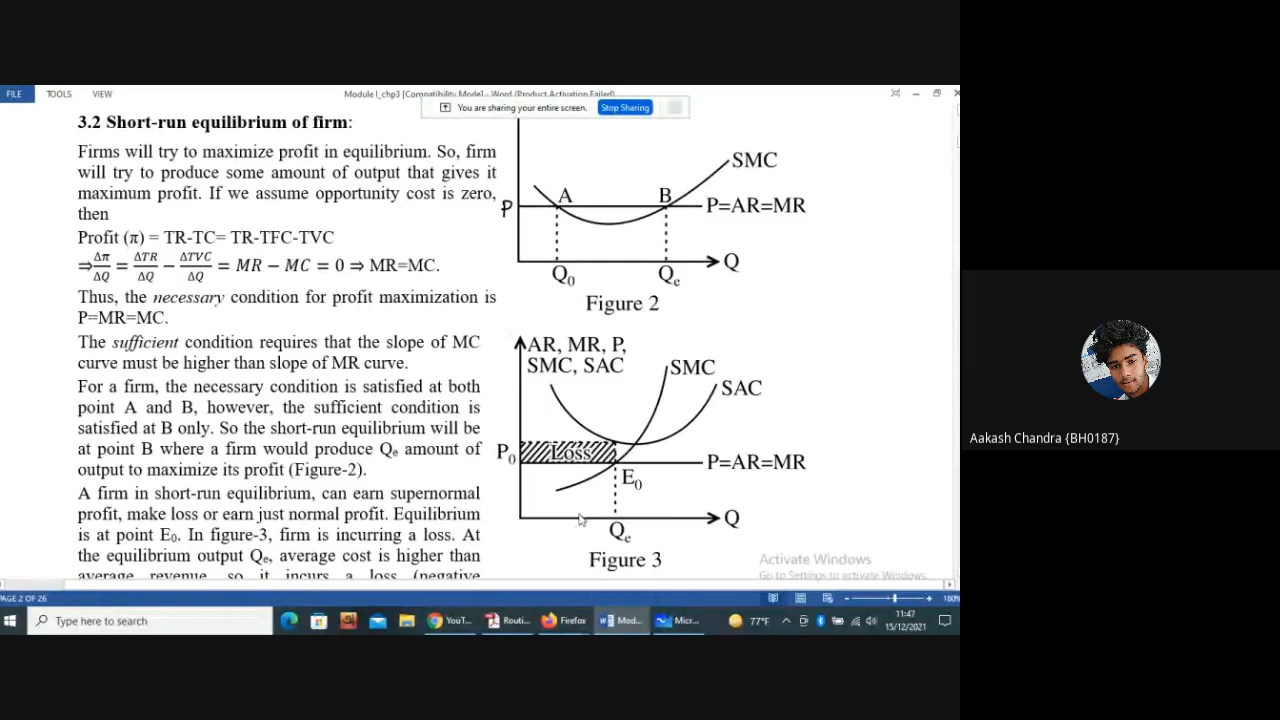 FILE TOOLS VIEW Module I_chp3 [Compatibility Mode] - Word (Product Activation Failed)
You are sharing your entire screen. Stop Sharing
3.2 Short-run equilibrium of firm:
Firms will try to maximize profit in equilibrium. So, firm
will try to produce some amount of output that gives it
maximum profit. If we assume opportunity cost is zero,
then
Profit (π) = TR-TC= TR-TFC-TVC
⇒Δπ/ΔQ = ΔTR/ΔQ − ΔTVC/ΔQ = MR − MC = 0 ⇒ MR=MC.
Thus, the necessary condition for profit maximization is
P=MR=MC.
The sufficient condition requires that the slope of MC
curve must be higher than slope of MR curve.
For a firm, the necessary condition is satisfied at both
point A and B, however, the sufficient condition is
satisfied at B only. So the short-run equilibrium will be
at point B where a firm would produce Qe amount of
output to maximize its profit (Figure-2).
A firm in short-run equilibrium, can earn supernormal
profit, make loss or earn just normal profit. Equilibrium
is at point E0. In figure-3, firm is incurring a loss. At
the equilibrium output Qe, average cost is higher than
average revenue, so it incurs a loss (negative
SMC
A B
P P=AR=MR
Q
Q0 Qe
Figure 2
AR, MR, P,
SMC, SAC
SMC
SAC
P0 Loss P=AR=MR
E0
Q
Qe
Figure 3
Activate Windows
Go to Settings to activate Windows.
PAGE 2 OF 26
Type here to search YouT... Routi... Firefox Mod... Micr... 77°F 11:47
15/12/2021
Aakash Chandra {BH0187}